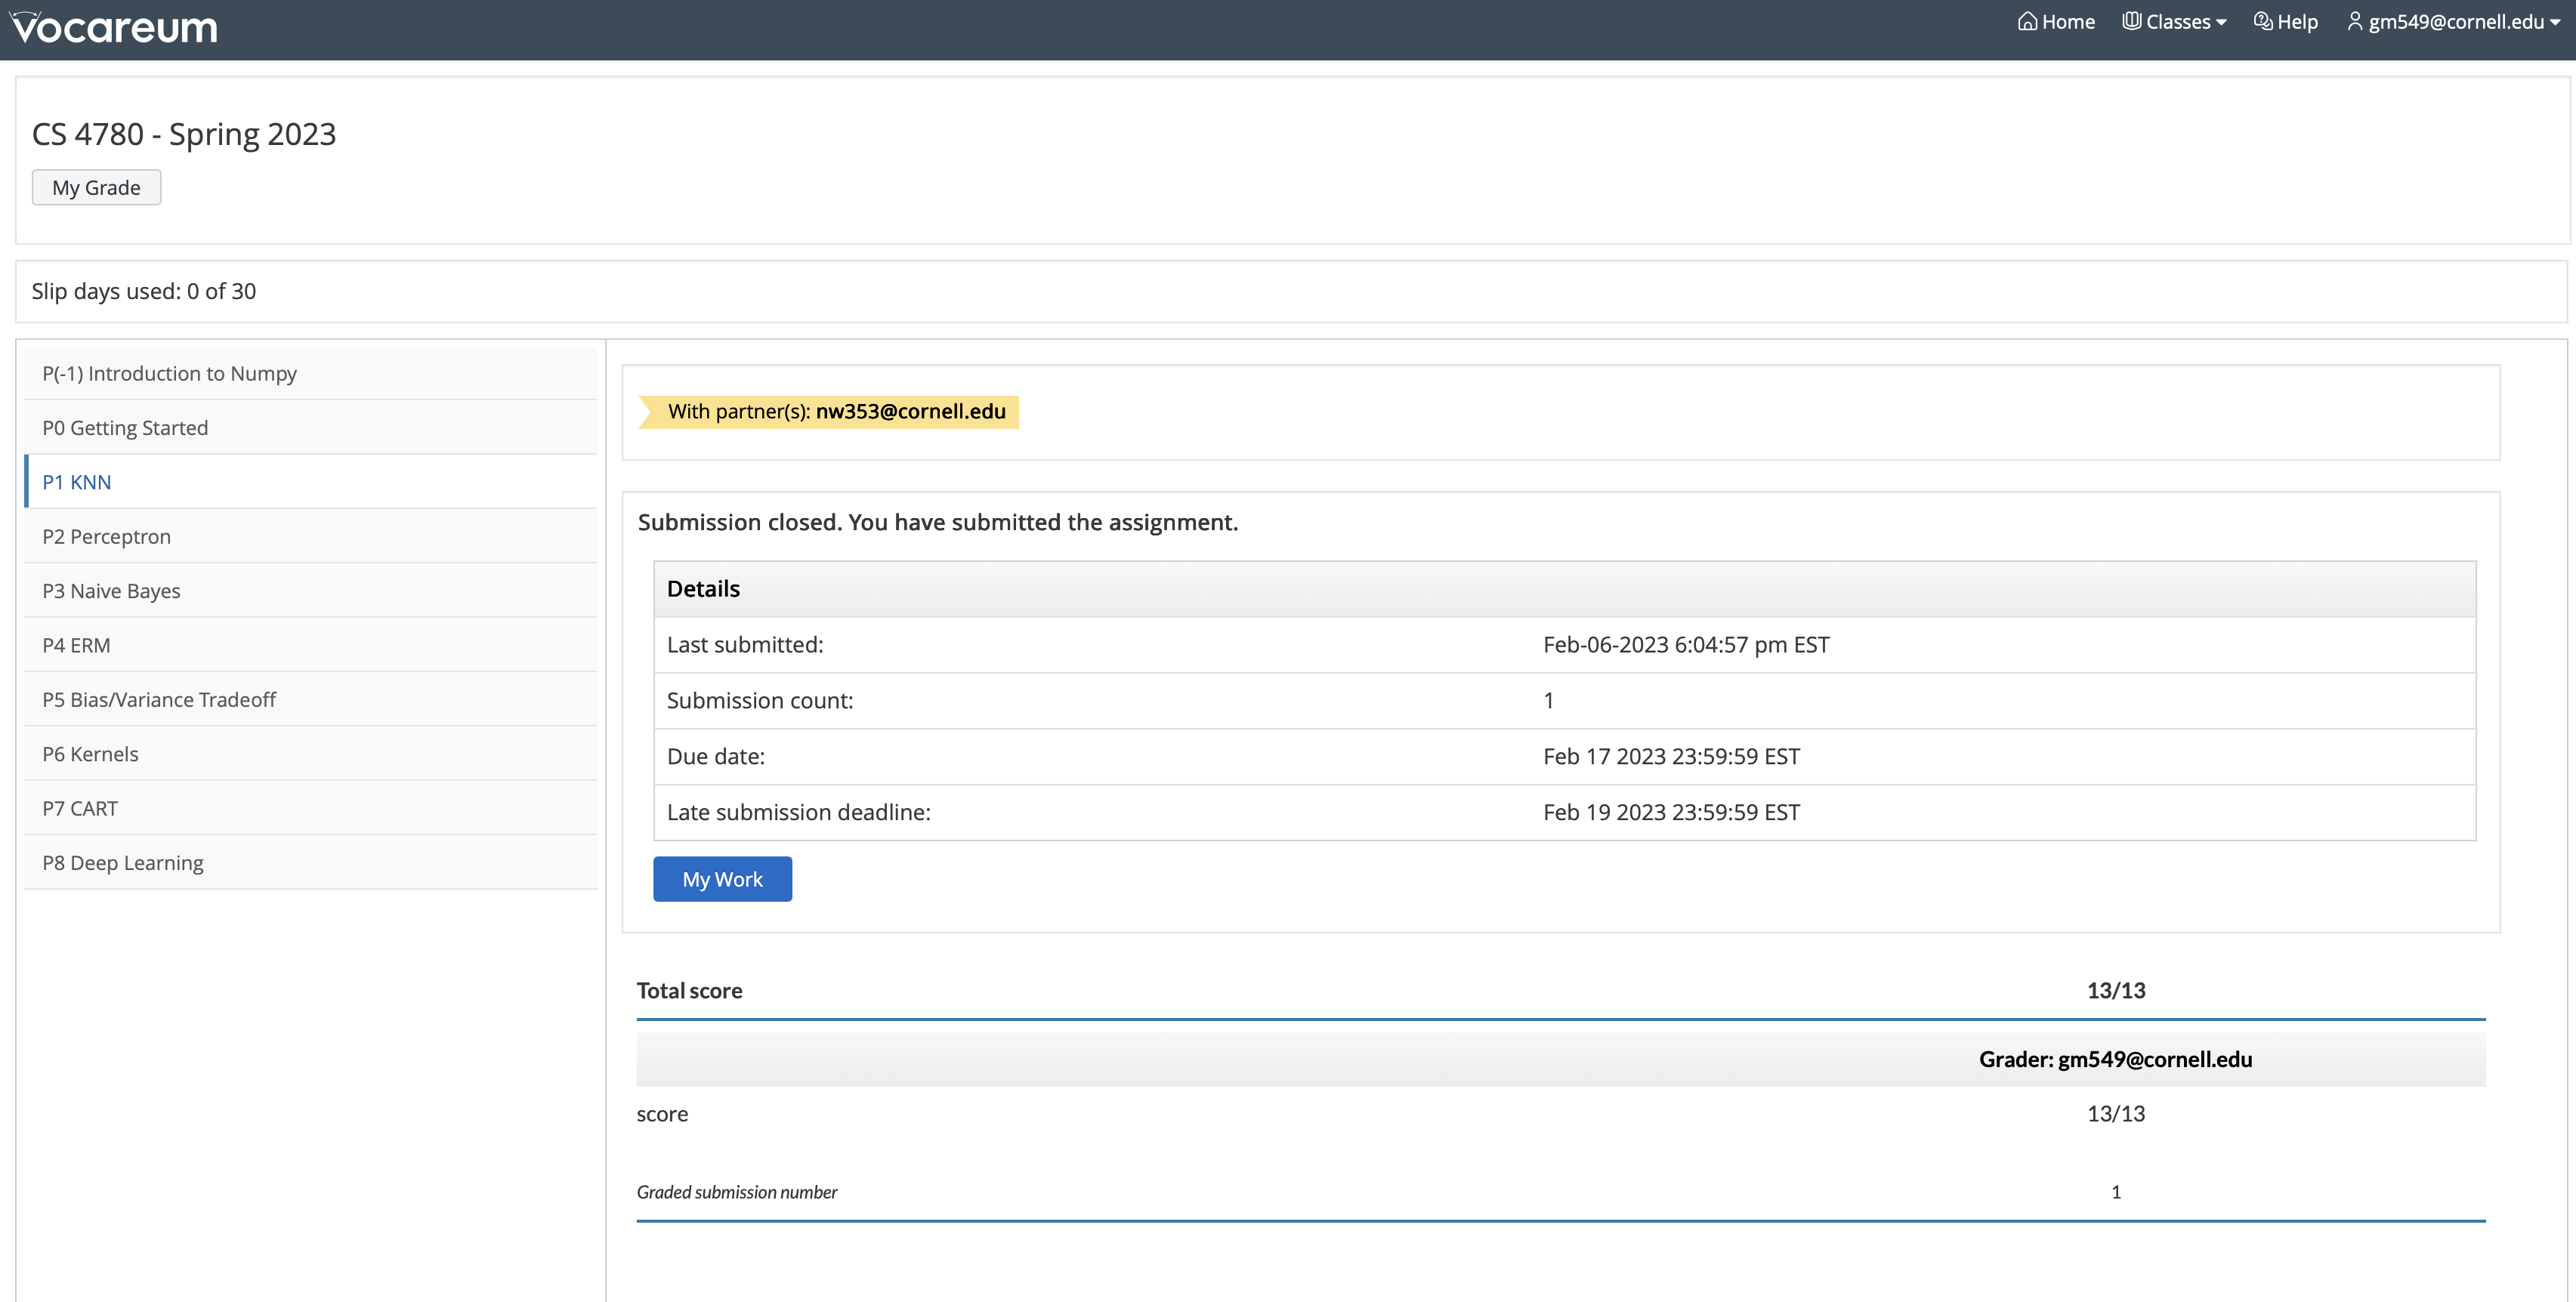 Vocareum
Home Classes Help gm549@cornell.edu
CS 4780 - Spring 2023
My Grade
Slip days used: 0 of 30
P(-1) Introduction to Numpy
P0 Getting Started
P1 KNN
P2 Perceptron
P3 Naive Bayes
P4 ERM
P5 Bias/Variance Tradeoff
P6 Kernels
P7 CART
P8 Deep Learning
With partner(s): nw353@cornell.edu
Submission closed. You have submitted the assignment.
Details
Last submitted: Feb-06-2023 6:04:57 pm EST
Submission count: 1
Due date: Feb 17 2023 23:59:59 EST
Late submission deadline: Feb 19 2023 23:59:59 EST
My Work
Total score 13/13
Grader: gm549@cornell.edu
score 13/13
Graded submission number 1